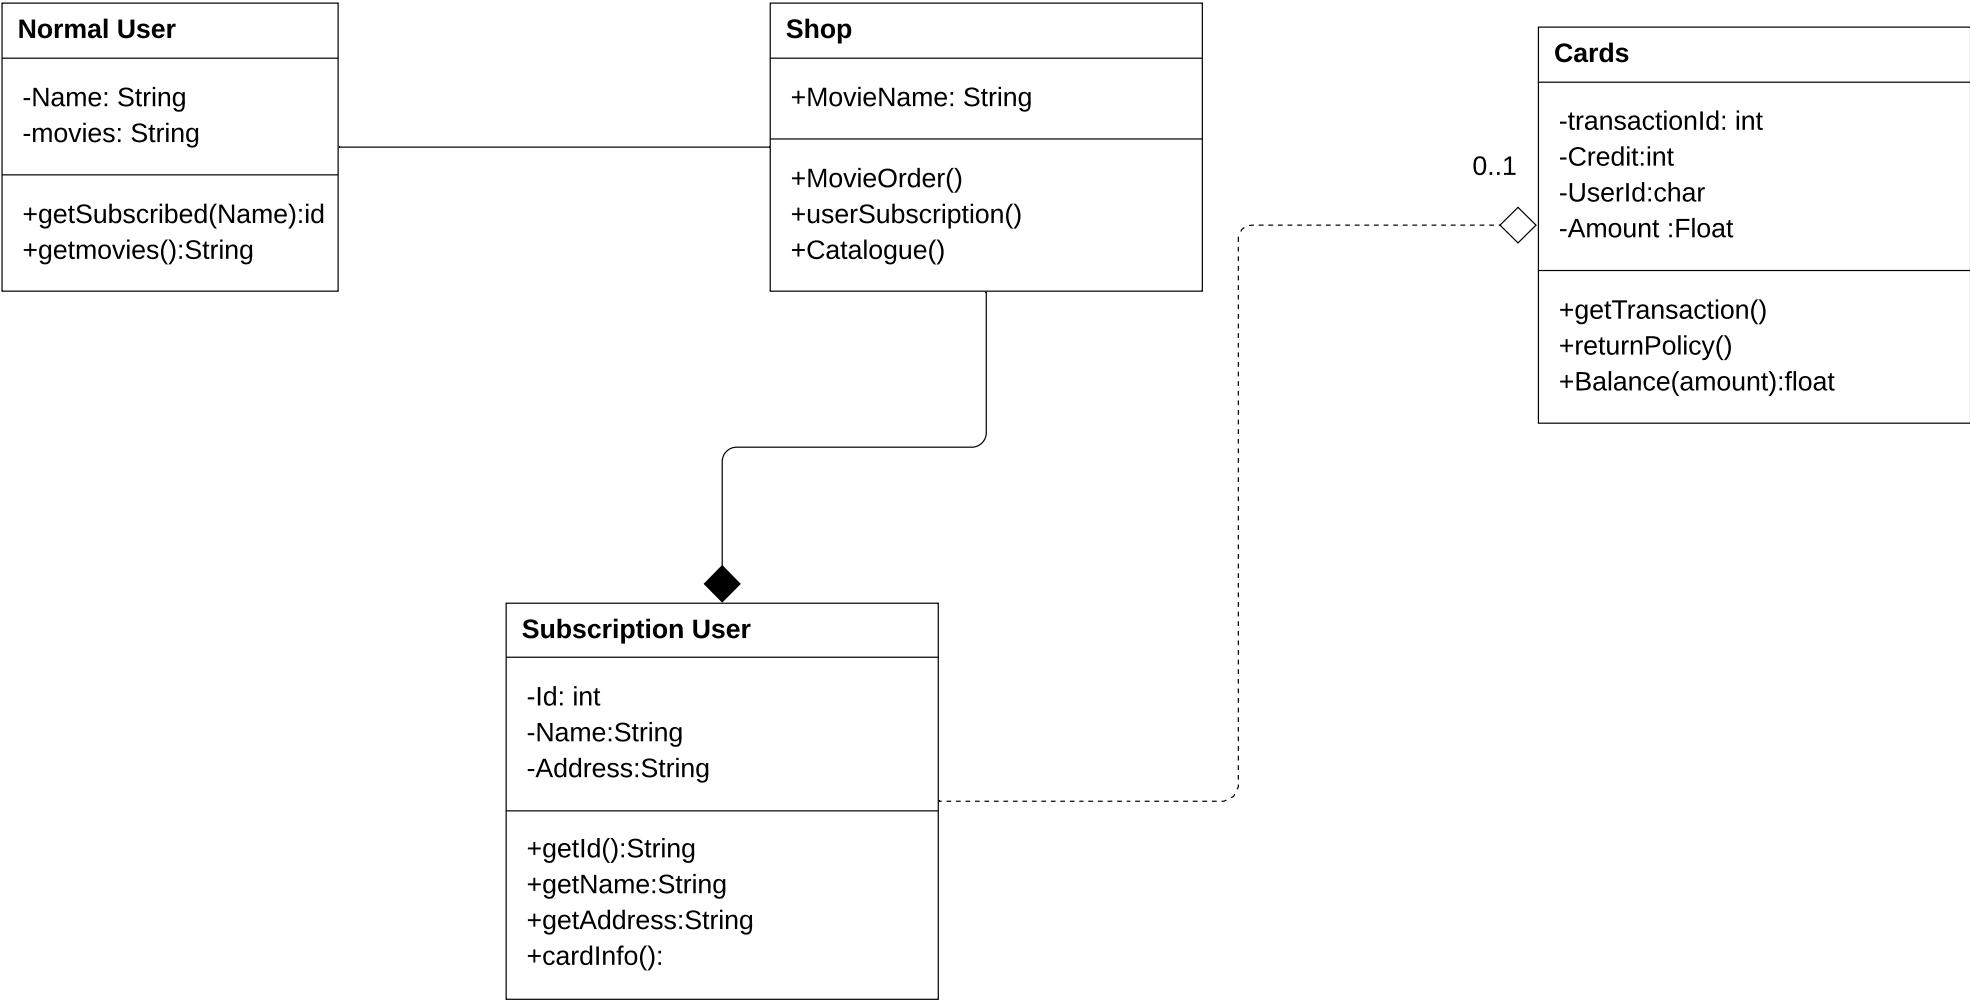 Normal User
-Name: String
-movies: String
+getSubscribed(Name):id
+getmovies():String
Shop
+MovieName: String
+MovieOrder()
+userSubscription()
+Catalogue()
0..1
Cards
-transactionId: int
-Credit:int
-UserId:char
-Amount :Float
+getTransaction()
+returnPolicy()
+Balance(amount):float
Subscription User
-Id: int
-Name:String
-Address:String
+getId():String
+getName:String
+getAddress:String
+cardInfo():